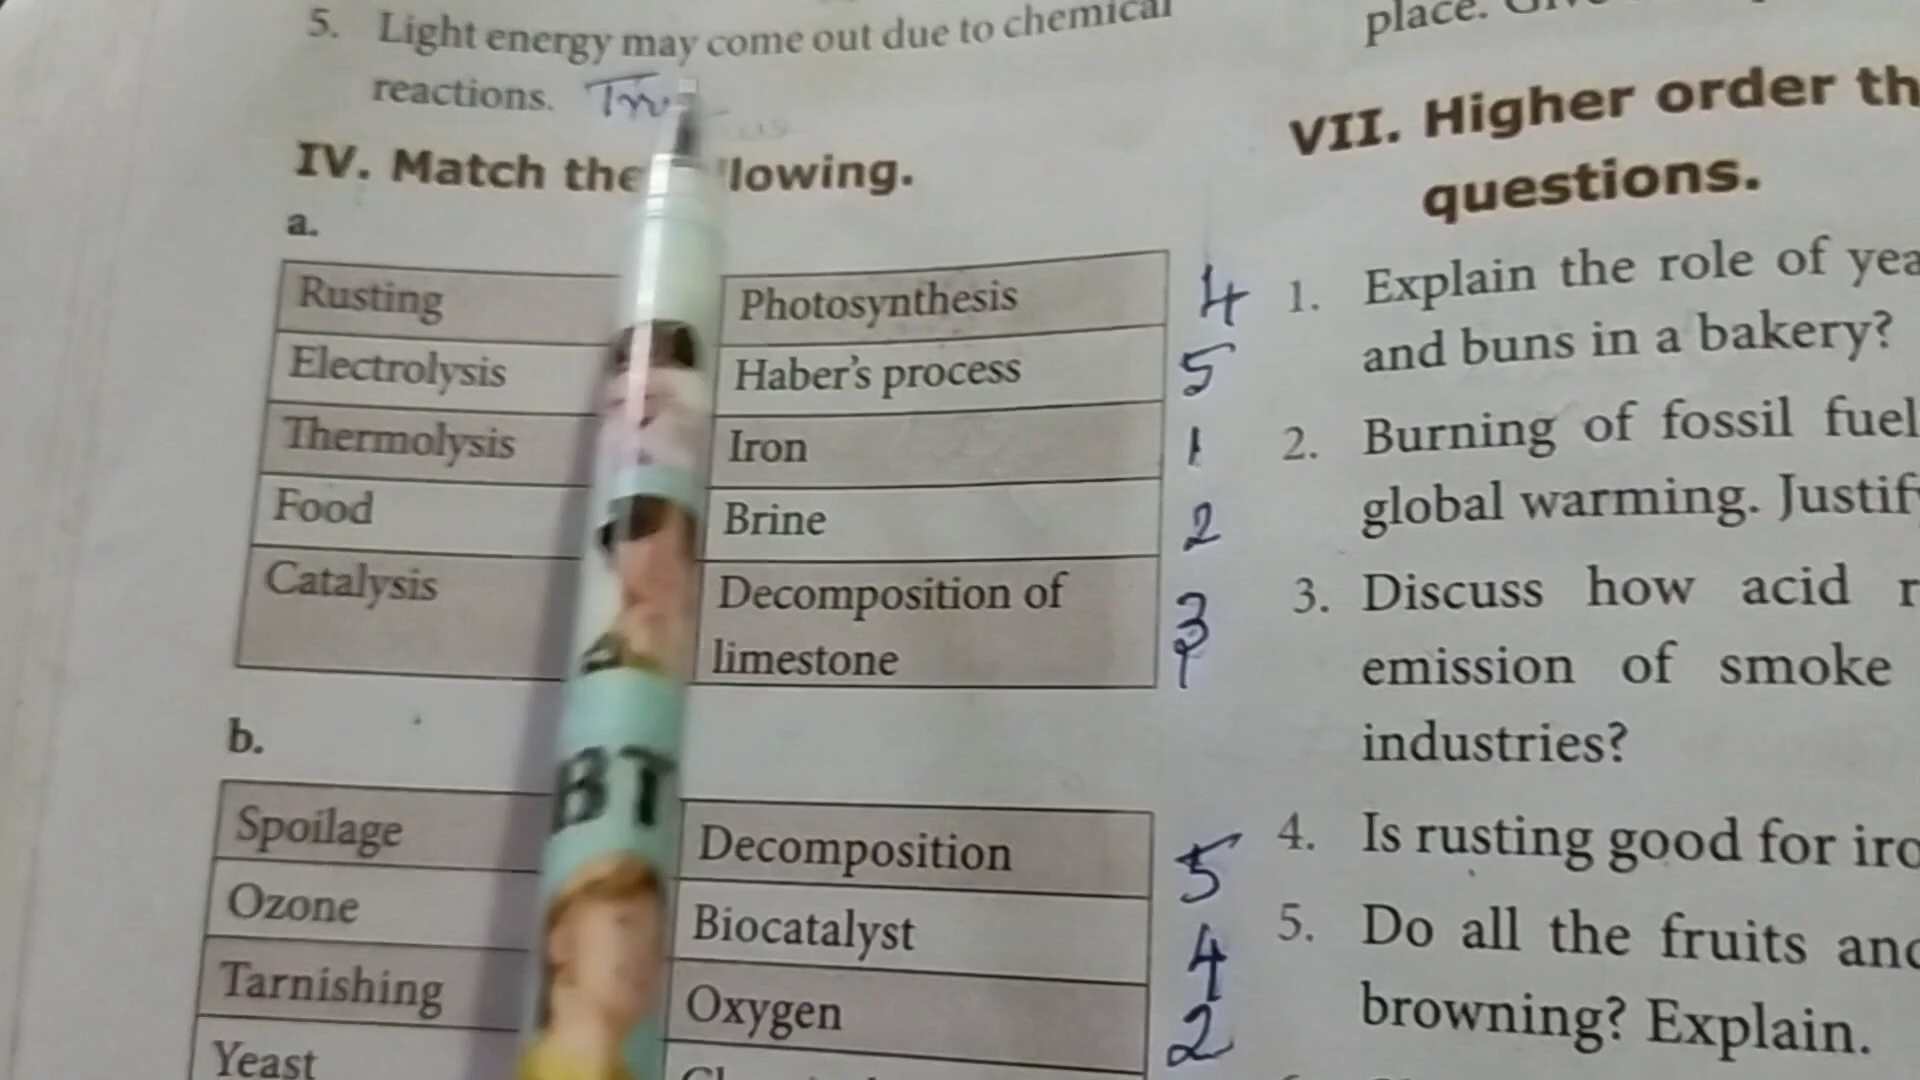 5. Light energy may come out due to chemical
reactions. True
IV. Match the lowing.
a.
Rusting Photosynthesis 4
Electrolysis Haber's process 5
Thermolysis Iron 1
Food Brine 2
Catalysis Decomposition of
limestone 3
b.
Spoilage Decomposition 5
Ozone Biocatalyst 4
Tarnishing Oxygen 2
Yeast
BT
place.
VII. Higher order th
questions.
1. Explain the role of yea
and buns in a bakery?
2. Burning of fossil fuel
global warming. Justif
3. Discuss how acid r
emission of smoke
industries?
4. Is rusting good for iro
5. Do all the fruits and
browning? Explain.